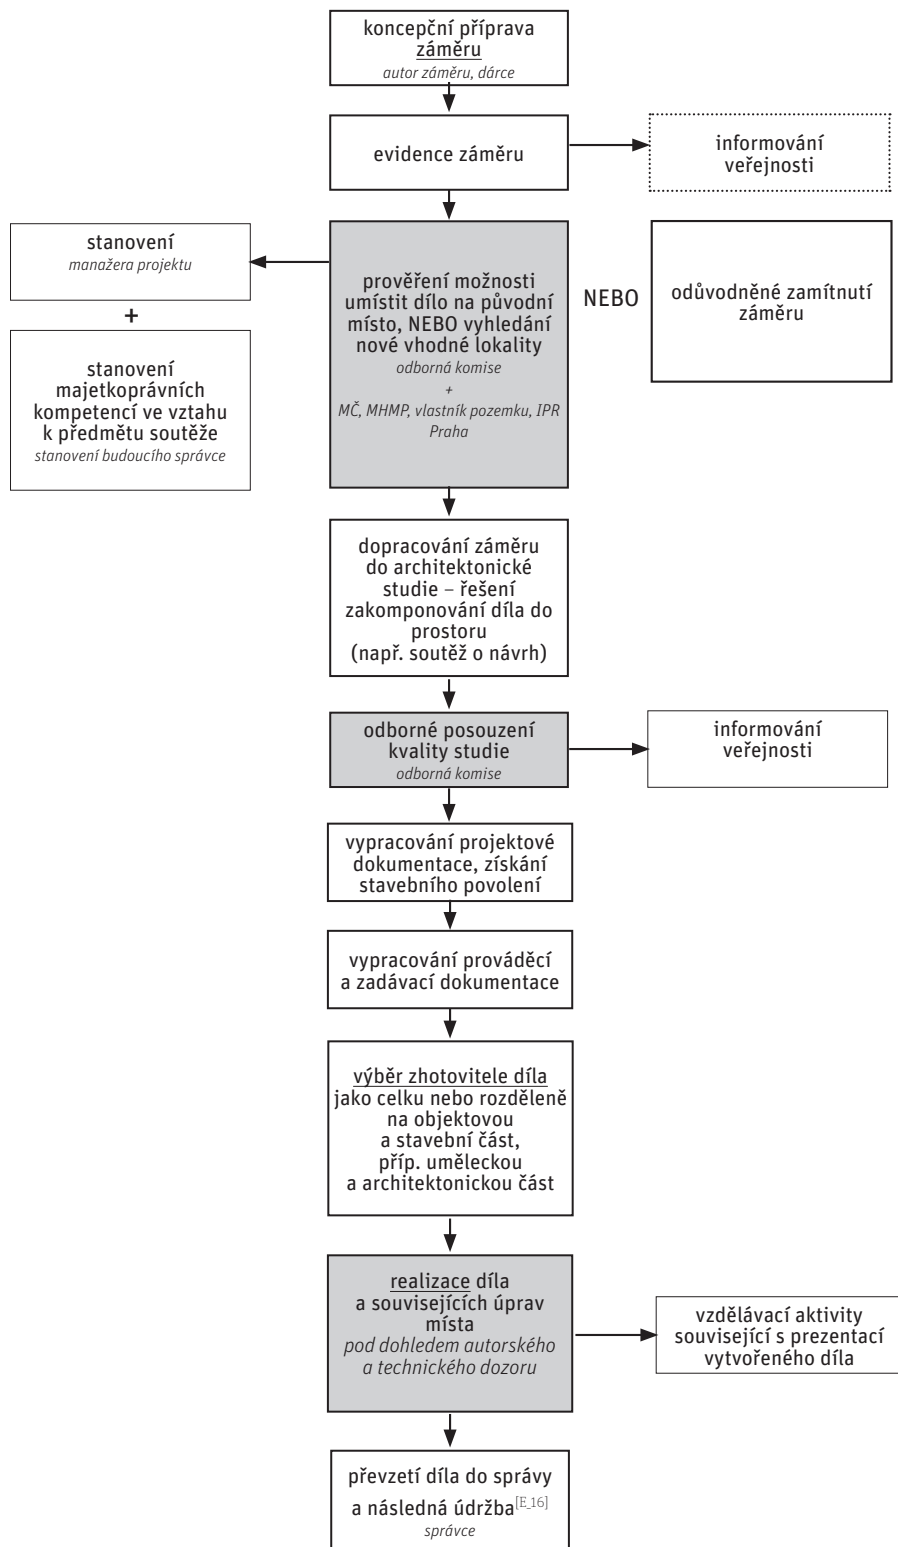 koncepční příprava
záměru
autor záměru, dárce
evidence záměru
informování
veřejnosti
stanovení
manažera projektu
+
stanovení
majetkoprávních
kompetencí ve vztahu
k předmětu soutěže
stanovení budoucího správce
prověření možnosti
umístit dílo na původní
místo, NEBO vyhledání
nové vhodné lokality
odborná komise
+
MČ, MHMP, vlastník pozemku, IPR
Praha
NEBO
odůvodněné zamítnutí
záměru
dopracování záměru
do architektonické
studie – řešení
zakomponování díla do
prostoru
(např. soutěž o návrh)
odborné posouzení
kvality studie
odborná komise
informování
veřejnosti
vypracování projektové
dokumentace, získání
stavebního povolení
vypracování prováděcí
a zadávací dokumentace
výběr zhotovitele díla
jako celku nebo rozděleně
na objektovou
a stavební část,
příp. uměleckou
a architektonickou část
realizace díla
a souvisejících úprav
místa
pod dohledem autorského
a technického dozoru
vzdělávací aktivity
související s prezentací
vytvořeného díla
převzetí díla do správy
a následná údržba[E_16]
správce